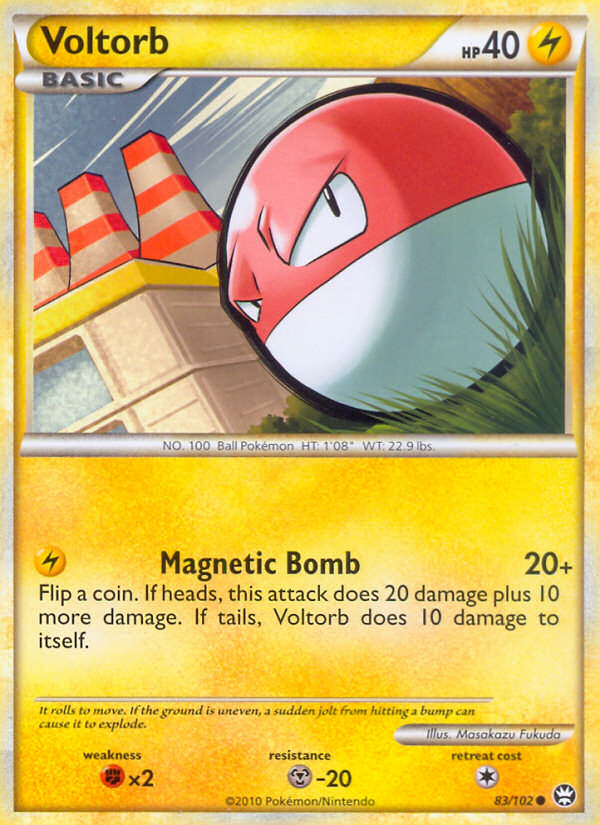 Voltorb
HP 40
BASIC
NO. 100 Ball Pokémon HT: 1'08" WT: 22.9 lbs.
Magnetic Bomb 20+
Flip a coin. If heads, this attack does 20 damage plus 10
more damage. If tails, Voltorb does 10 damage to
itself.
It rolls to move. If the ground is uneven, a sudden jolt from hitting a bump can
cause it to explode.
Illus. Masakazu Fukuda
weakness resistance retreat cost
×2 -20
©2010 Pokémon/Nintendo 83/102